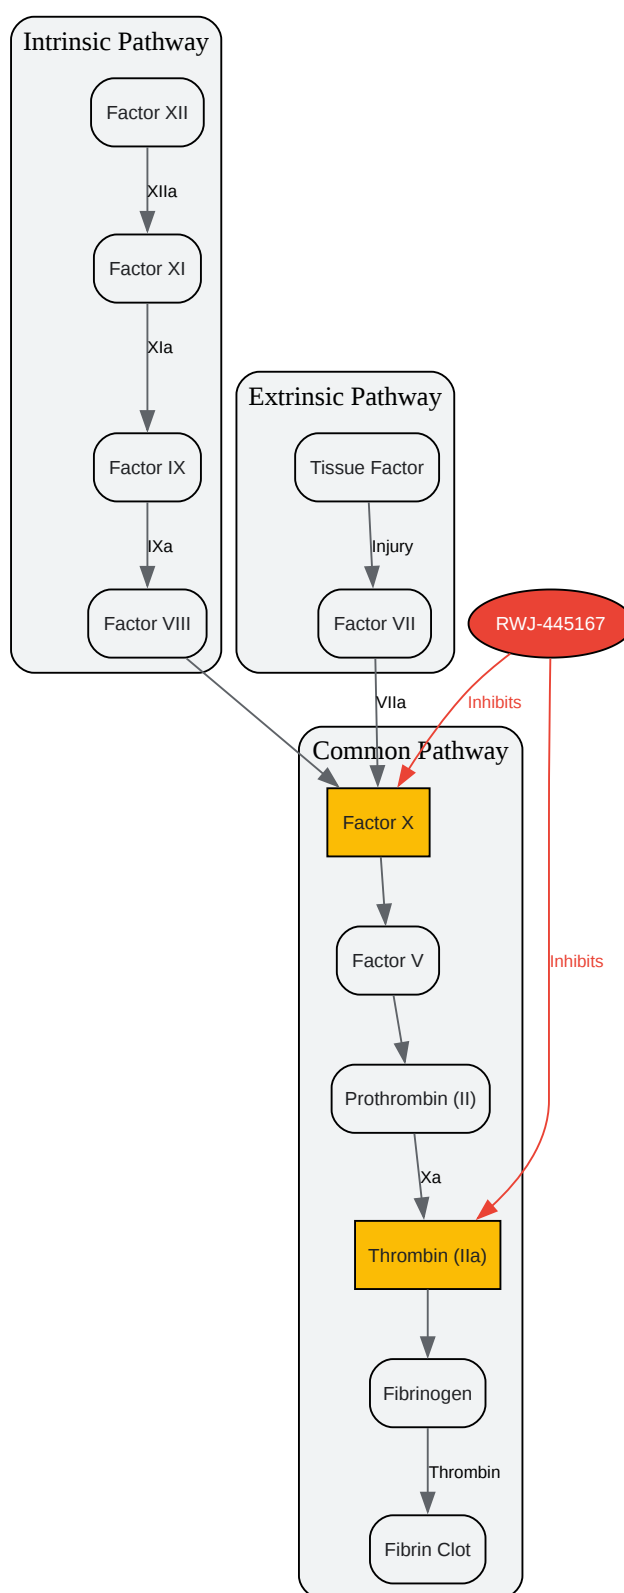 Intrinsic Pathway
Factor XII
XIIa
Factor XI
XIa
Factor IX
IXa
Factor VIII
Extrinsic Pathway
Tissue Factor
Injury
Factor VII
VIIa
RWJ-445167
Inhibits
Inhibits
Common Pathway
Factor X
Factor V
Prothrombin (II)
Xa
Thrombin (IIa)
Fibrinogen
Thrombin
Fibrin Clot